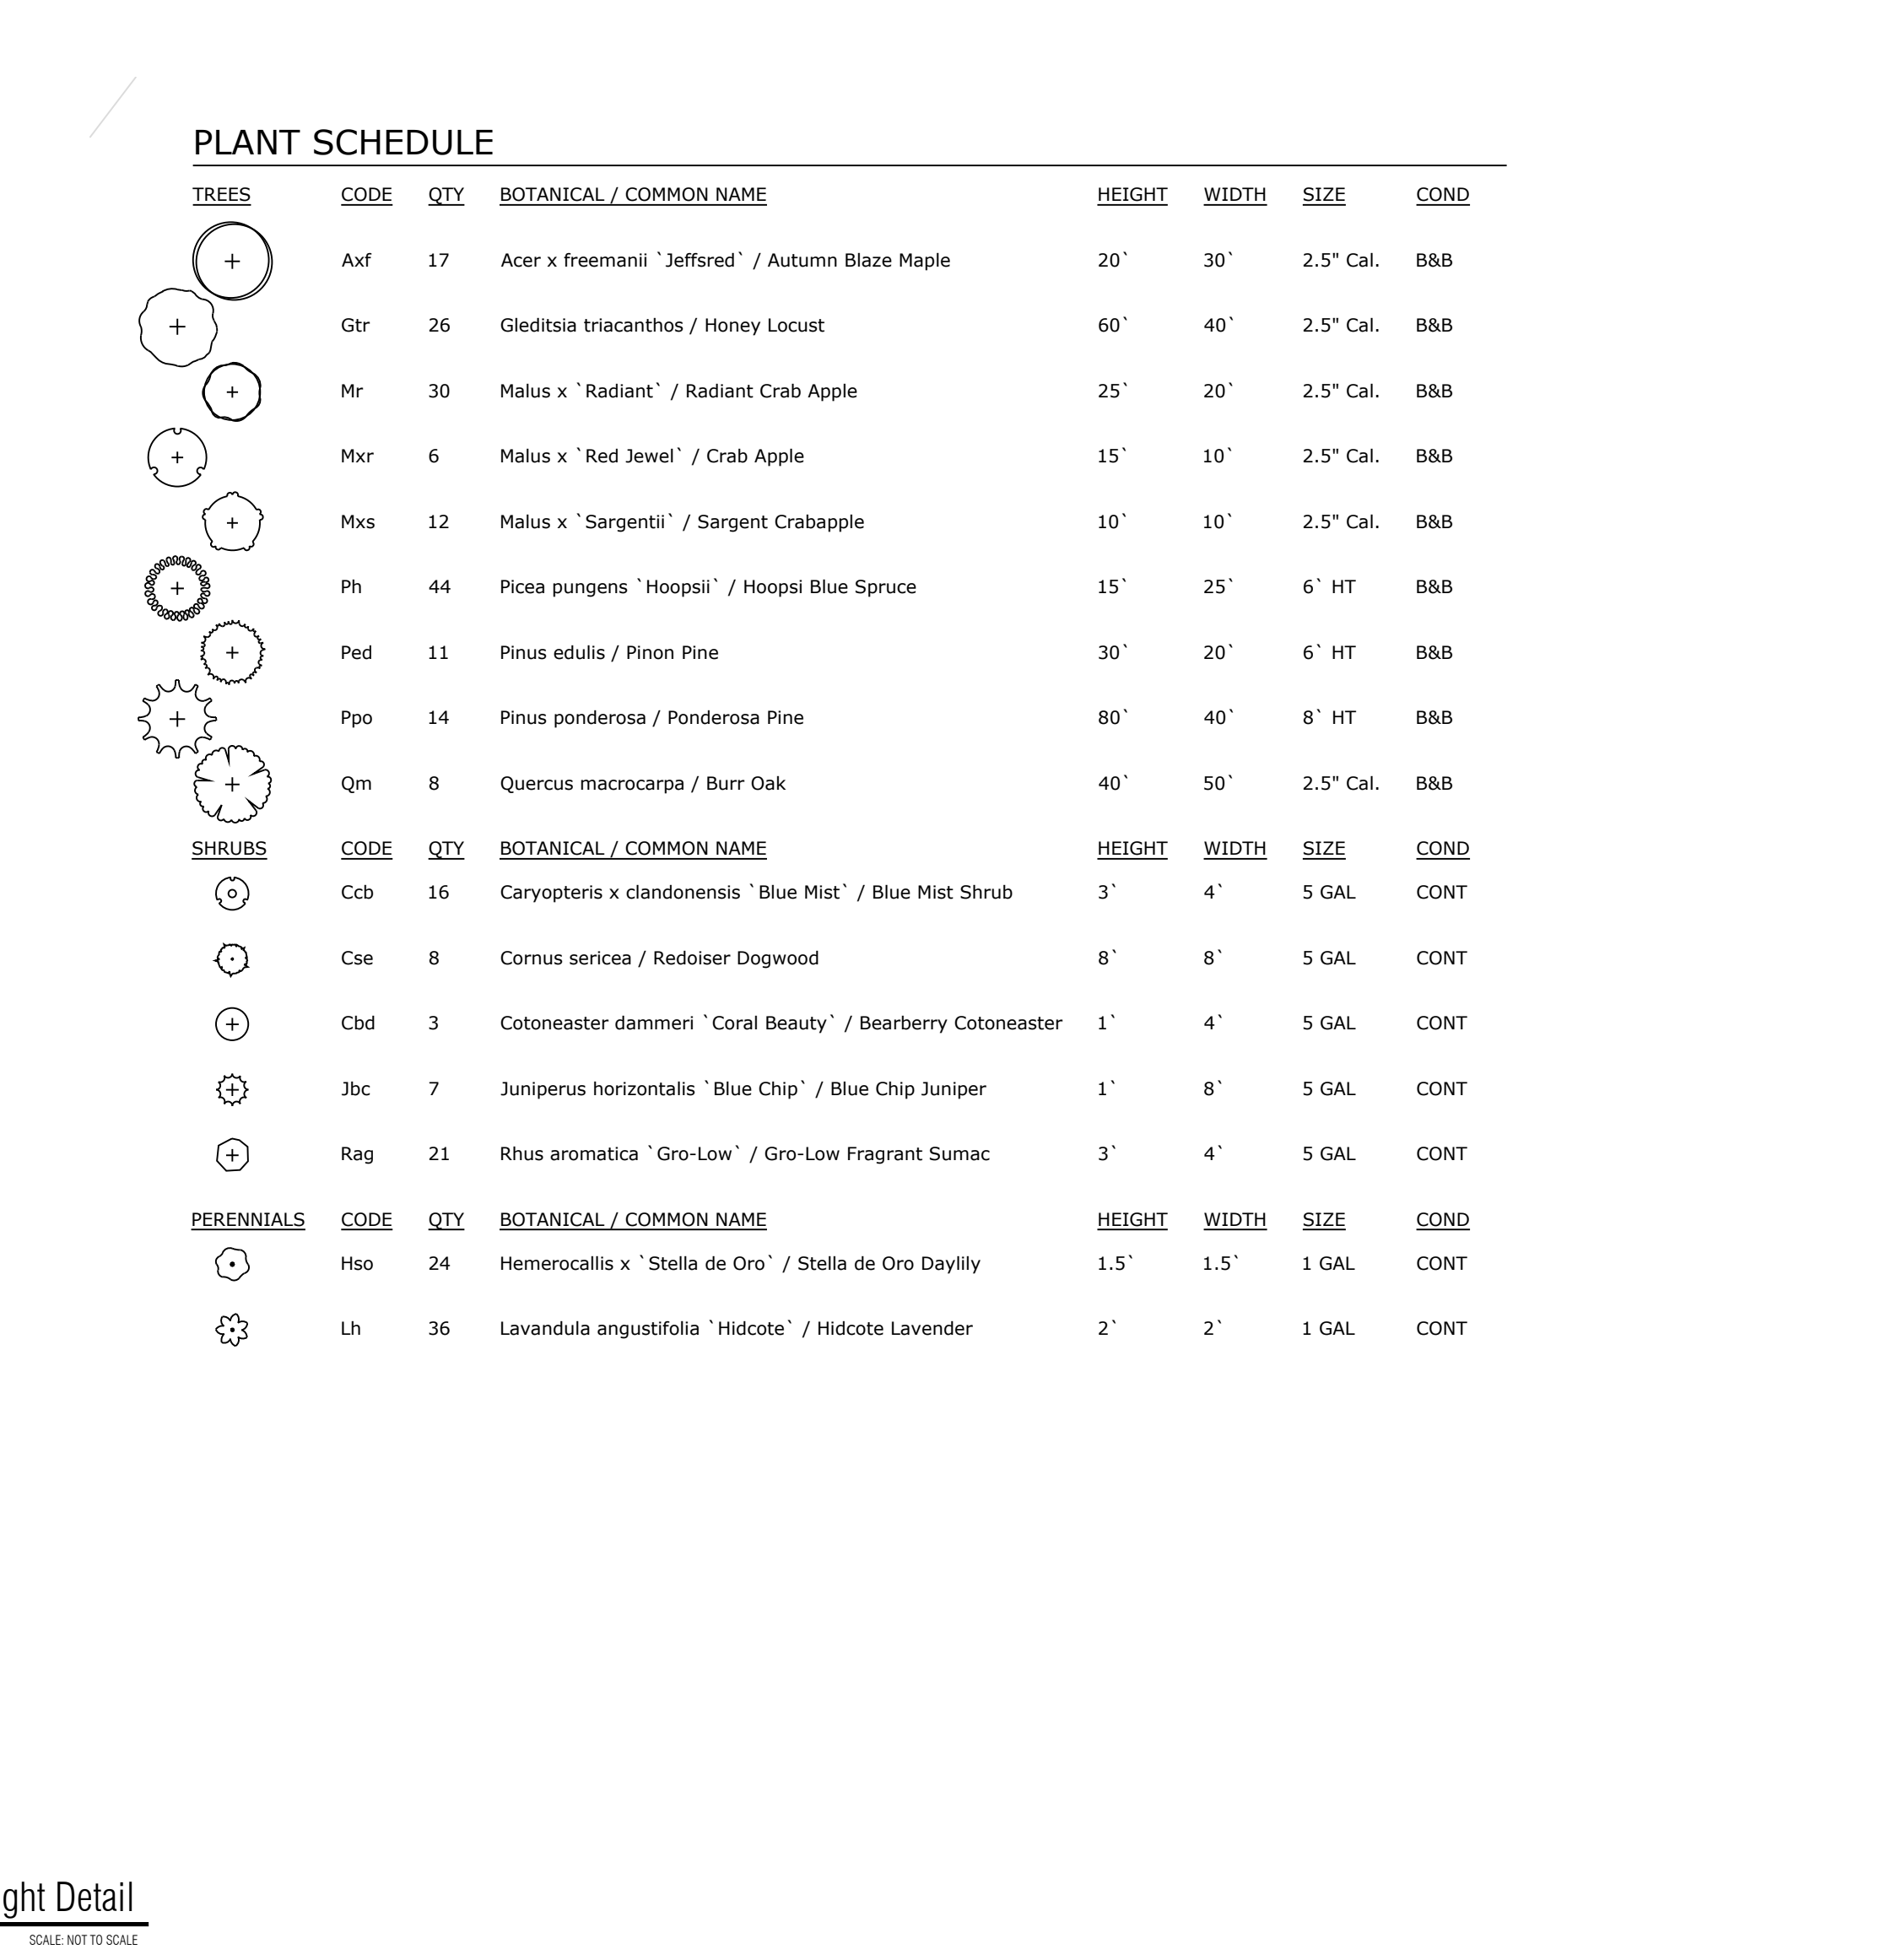 PLANT SCHEDULE
TREES CODE QTY BOTANICAL / COMMON NAME HEIGHT WIDTH SIZE COND
Axf 17 Acer x freemanii `Jeffsred` / Autumn Blaze Maple 20` 30` 2.5" Cal. B&B
Gtr 26 Gleditsia triacanthos / Honey Locust 60` 40` 2.5" Cal. B&B
Mr 30 Malus x `Radiant` / Radiant Crab Apple 25` 20` 2.5" Cal. B&B
Mxr 6 Malus x `Red Jewel` / Crab Apple 15` 10` 2.5" Cal. B&B
Mxs 12 Malus x `Sargentii` / Sargent Crabapple 10` 10` 2.5" Cal. B&B
Ph 44 Picea pungens `Hoopsii` / Hoopsi Blue Spruce 15` 25` 6` HT B&B
Ped 11 Pinus edulis / Pinon Pine 30` 20` 6` HT B&B
Ppo 14 Pinus ponderosa / Ponderosa Pine 80` 40` 8` HT B&B
Qm 8 Quercus macrocarpa / Burr Oak 40` 50` 2.5" Cal. B&B
SHRUBS CODE QTY BOTANICAL / COMMON NAME HEIGHT WIDTH SIZE COND
Ccb 16 Caryopteris x clandonensis `Blue Mist` / Blue Mist Shrub 3` 4` 5 GAL CONT
Cse 8 Cornus sericea / Redoiser Dogwood 8` 8` 5 GAL CONT
Cbd 3 Cotoneaster dammeri `Coral Beauty` / Bearberry Cotoneaster 1` 4` 5 GAL CONT
Jbc 7 Juniperus horizontalis `Blue Chip` / Blue Chip Juniper 1` 8` 5 GAL CONT
Rag 21 Rhus aromatica `Gro-Low` / Gro-Low Fragrant Sumac 3` 4` 5 GAL CONT
PERENNIALS CODE QTY BOTANICAL / COMMON NAME HEIGHT WIDTH SIZE COND
Hso 24 Hemerocallis x `Stella de Oro` / Stella de Oro Daylily 1.5` 1.5` 1 GAL CONT
Lh 36 Lavandula angustifolia `Hidcote` / Hidcote Lavender 2` 2` 1 GAL CONT
ght Detail
SCALE: NOT TO SCALE